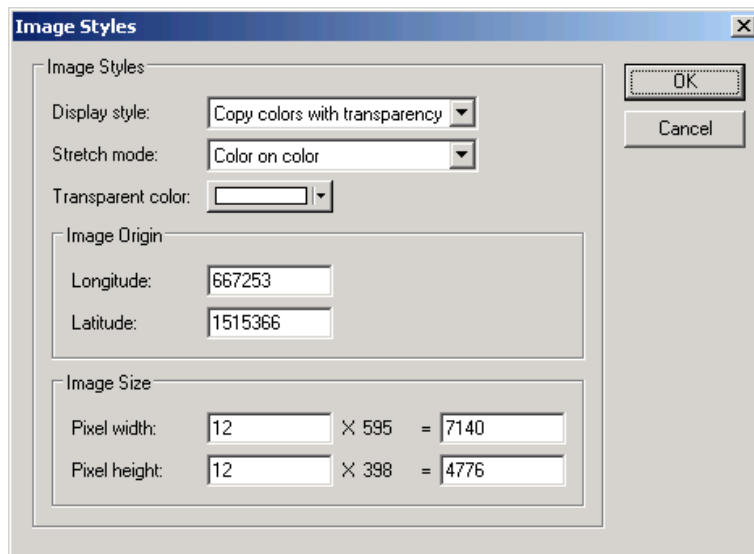 Image Styles
Image Styles
OK
Cancel
Display style: Copy colors with transparency
Stretch mode: Color on color
Transparent color:
Image Origin
Longitude: 667253
Latitude: 1515366
Image Size
Pixel width: 12 X 595 = 7140
Pixel height: 12 X 398 = 4776